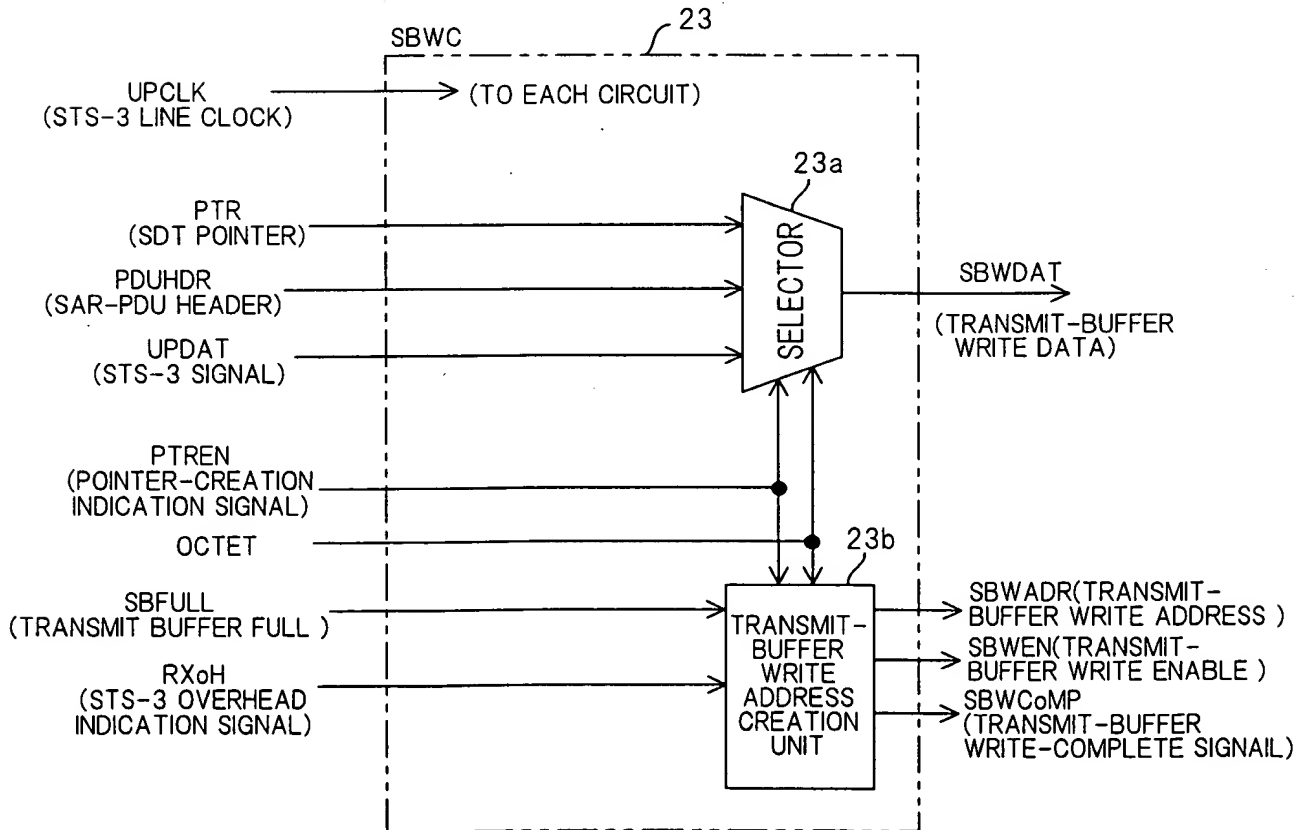 23
SBWC
UPCLK
(STS-3 LINE CLOCK)
(TO EACH CIRCUIT)
23a
PTR
(SDT POINTER)
PDUHDR
(SAR-PDU HEADER)
UPDAT
(STS-3 SIGNAL)
SELECTOR
SBWDAT
(TRANSMIT-BUFFER
WRITE DATA)
PTREN
(POINTER-CREATION
INDICATION SIGNAL)
OCTET
23b
SBFULL
(TRANSMIT BUFFER FULL )
RXoH
(STS-3 OVERHEAD
INDICATION SIGNAL)
TRANSMIT-
BUFFER
WRITE
ADDRESS
CREATION
UNIT
SBWADR(TRANSMIT-
BUFFER WRITE ADDRESS )
SBWEN(TRANSMIT-
BUFFER WRITE ENABLE )
SBWCoMP
(TRANSMIT-BUFFER
WRITE-COMPLETE SIGNAIL)